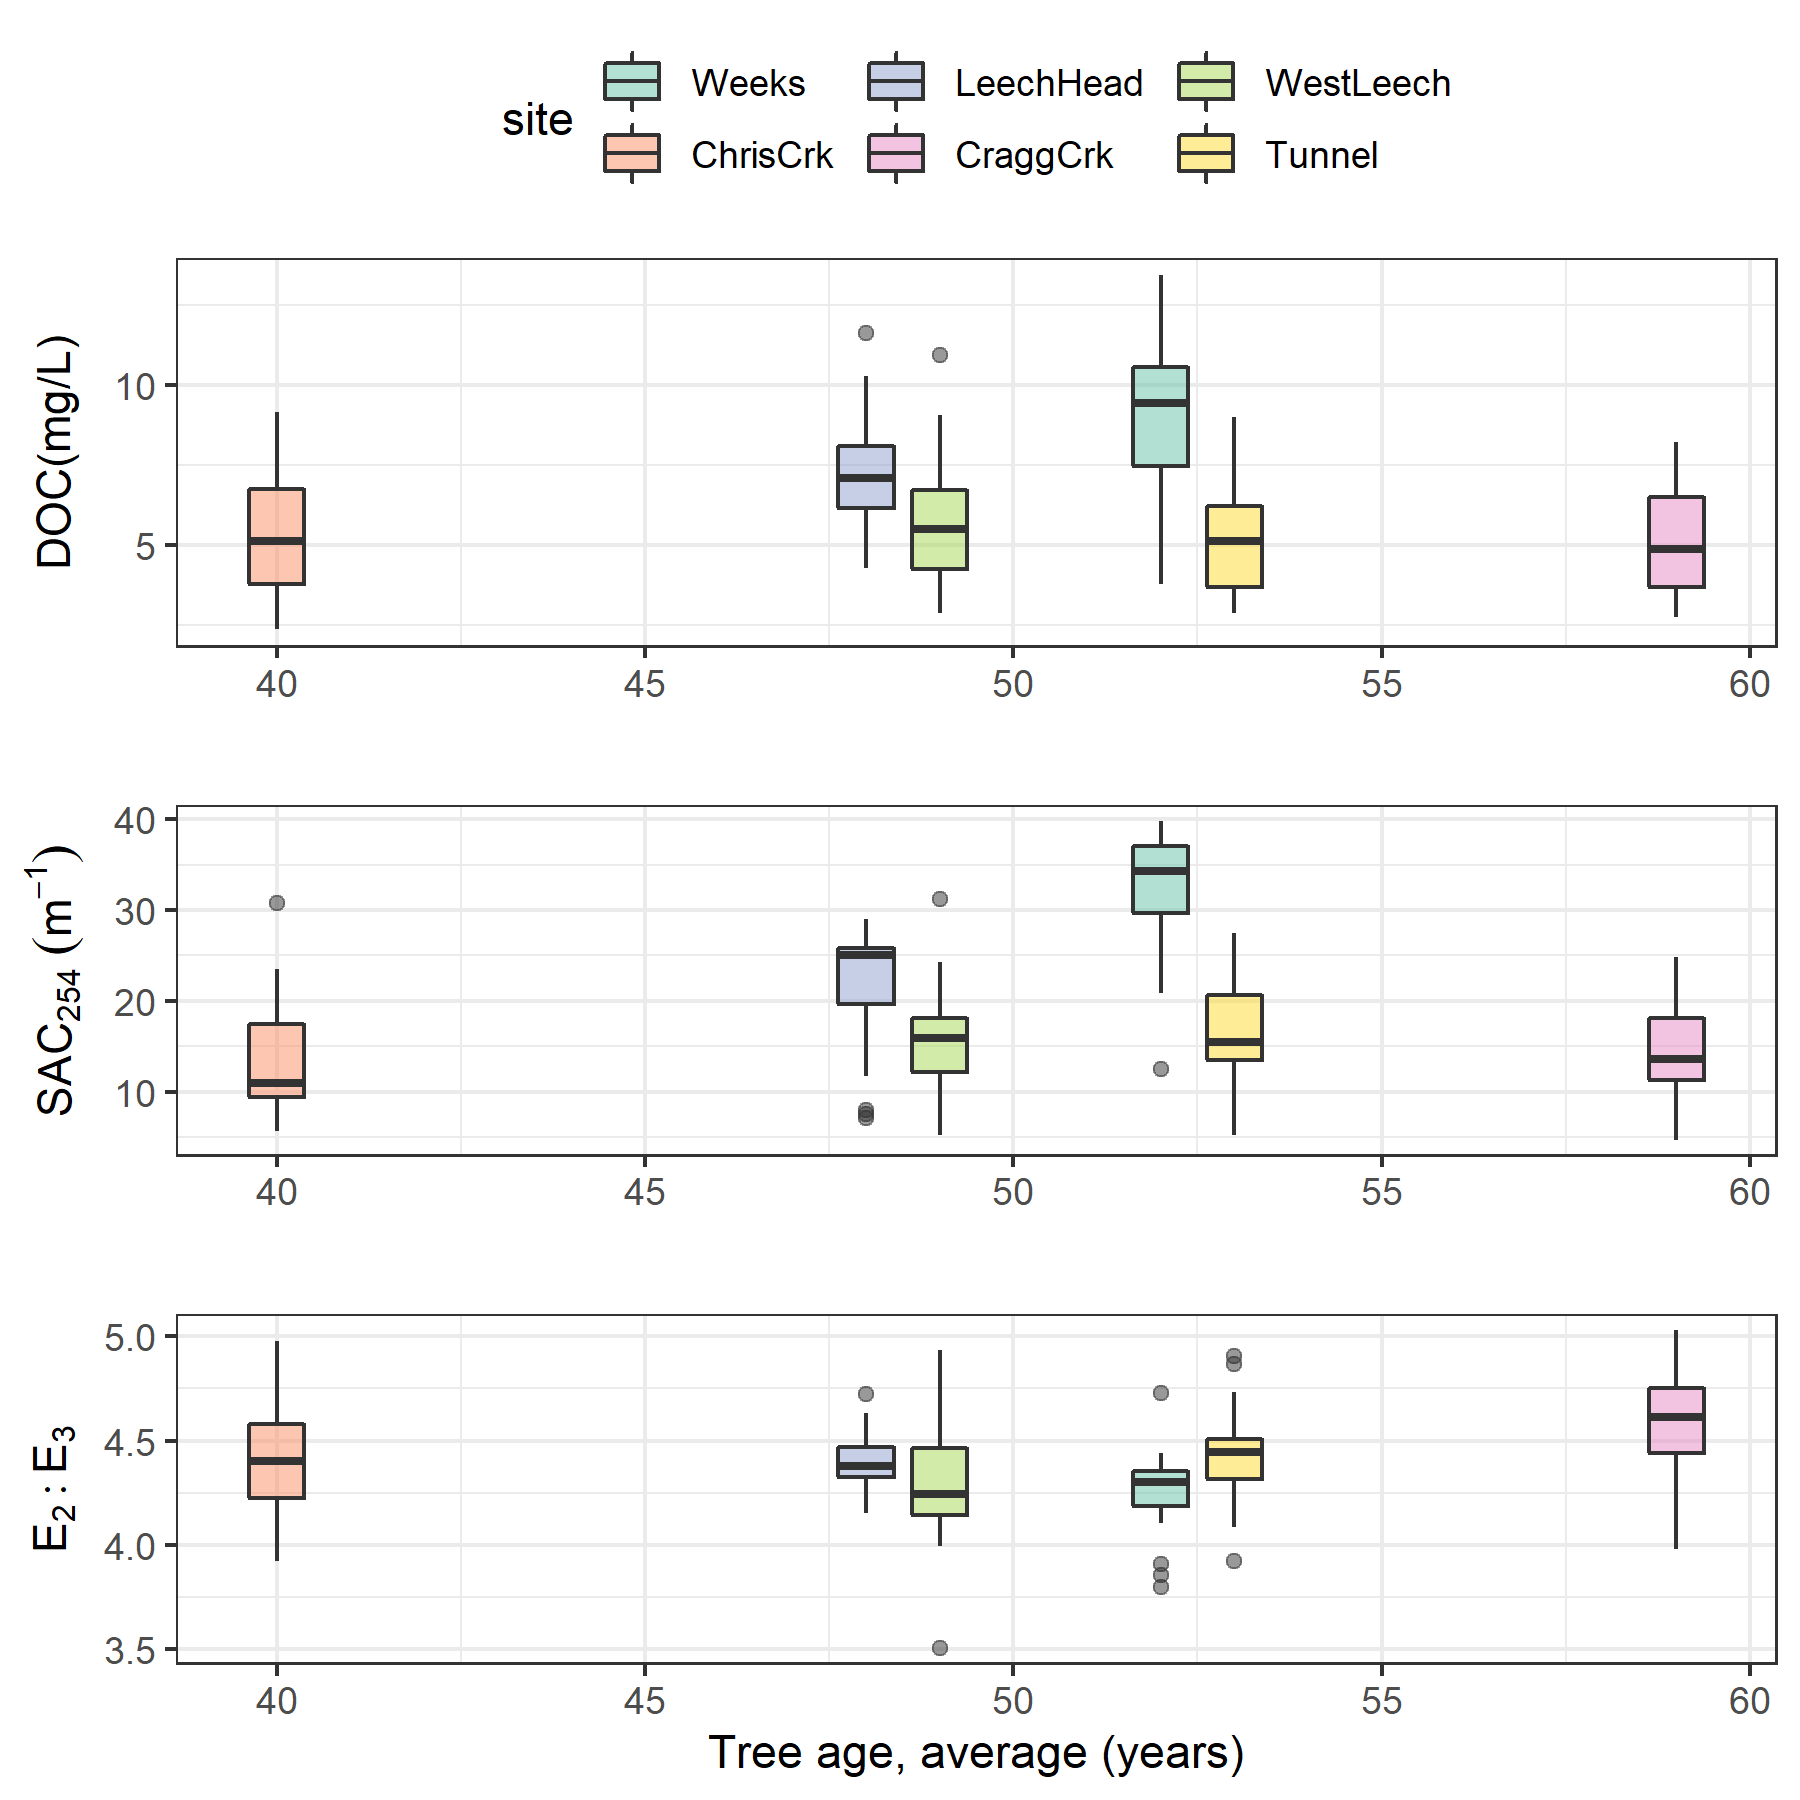 site
Weeks LeechHead WestLeech
ChrisCrk CraggCrk Tunnel
DOC(mg/L)
10
5
40 45 50 55 60
SAC₂₅₄ (m⁻¹)
40
30
20
10
40 45 50 55 60
E₂ : E₃
5.0
4.5
4.0
3.5
40 45 50 55 60
Tree age, average (years)